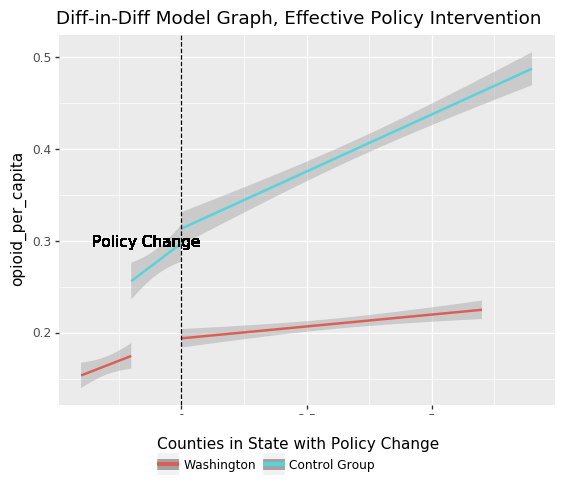 Diff-in-Diff Model Graph, Effective Policy Intervention
0.5
0.4
0.3
0.2
opioid_per_capita
Policy Change
Counties in State with Policy Change
Washington
Control Group